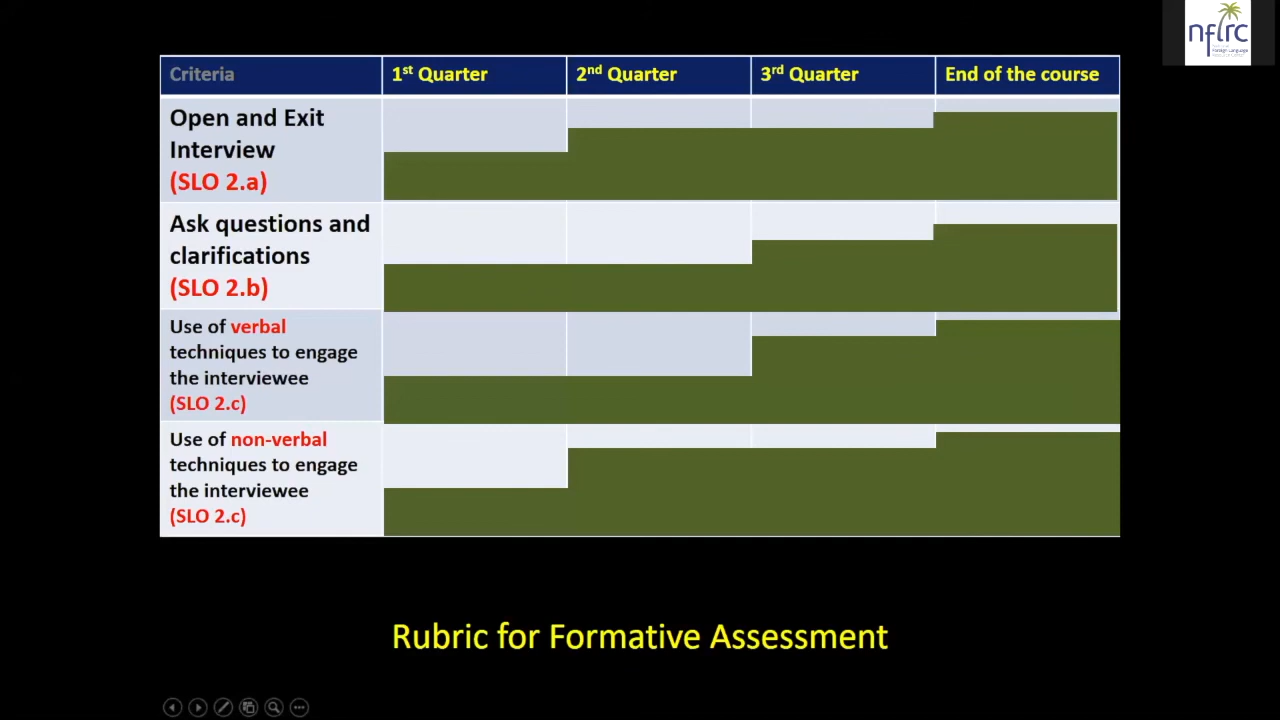 nflrc
Criteria
1st Quarter
2nd Quarter
3rd Quarter
End of the course
Open and Exit
Interview
(SLO 2.a)
Ask questions and
clarifications
(SLO 2.b)
Use of verbal
techniques to engage
the interviewee
(SLO 2.c)
Use of non-verbal
techniques to engage
the interviewee
(SLO 2.c)
Rubric for Formative Assessment